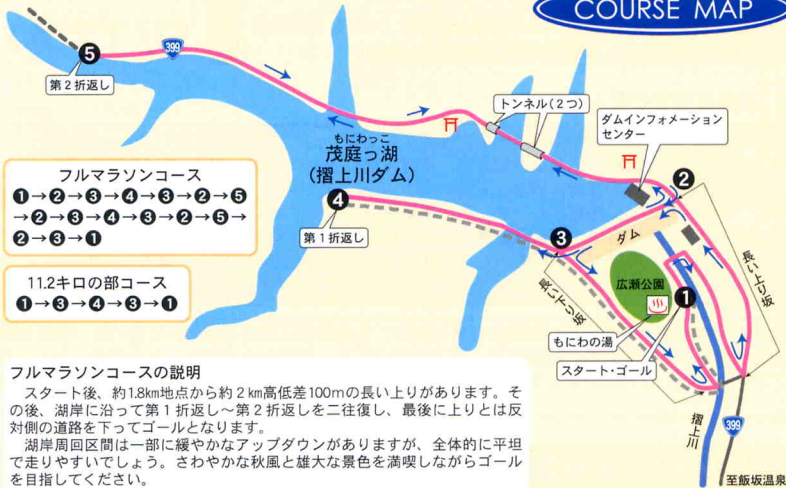 COURSE MAP
399
❺
第２折返し
トンネル(２つ)
ダムインフォメーション
センター
もにわっこ
茂庭っ湖
(摺上川ダム)
フルマラソンコース
❶→❷→❸→❹→❸→❷→❺
→❷→❸→❹→❸→❷→❺→
❷→❸→❶
❹
第１折返し
❷
❸
ダム
11.2キロの部コース
❶→❸→❹→❸→❶
長い上り坂
長い下り坂
広瀬公園
❶
もにわの湯
スタート・ゴール
フルマラソンコースの説明
スタート後、約1.8km地点から約２km高低差100mの長い上りがあります。そ
の後、湖岸に沿って第１折返し～第２折返しを二往復し、最後に上りとは反
対側の道路を下ってゴールとなります。
湖岸周回区間は一部に緩やかなアップダウンがありますが、全体的に平坦
で走りやすいでしょう。さわやかな秋風と雄大な景色を満喫しながらゴール
を目指してください。
摺上川
399
至飯坂温泉